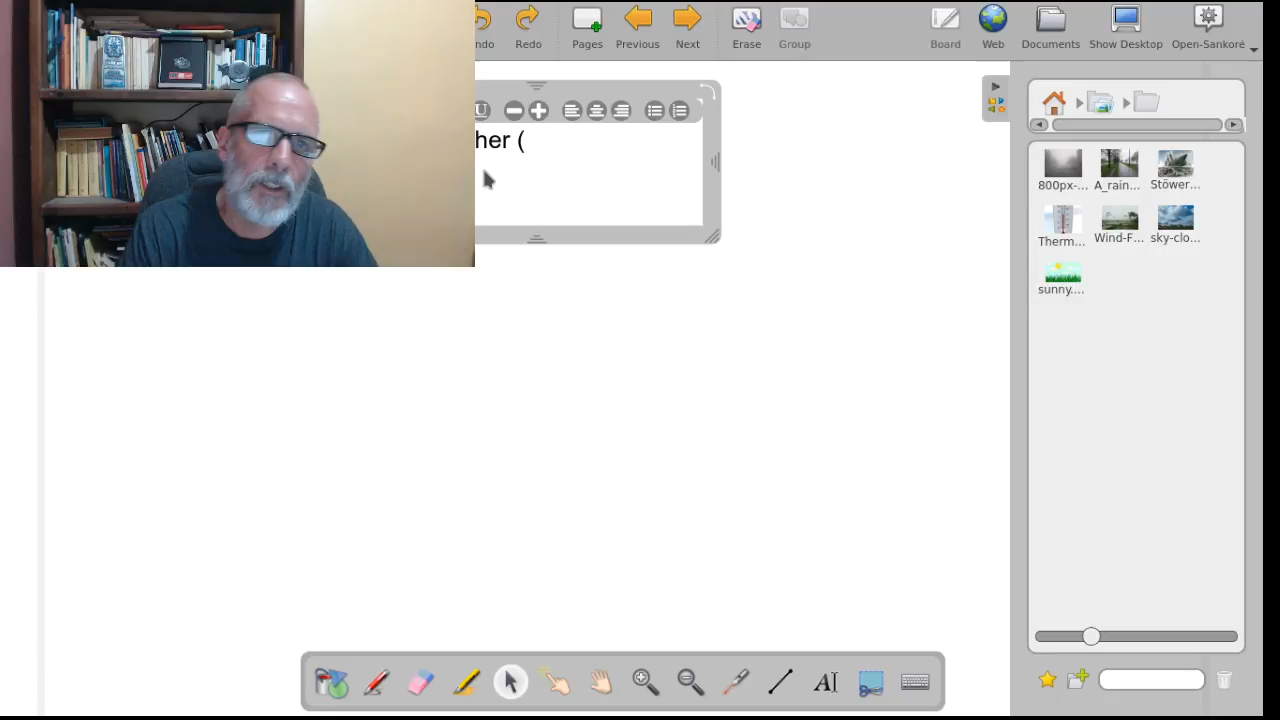 ndo
Redo
Pages
Previous
Next
Erase
Group
Board
Web
Documents
Show Desktop
Open-Sankoré
U
her (
800px-...
A_rain...
Stöwer...
Therm...
Wind-F...
sky-clo...
sunny....
AI